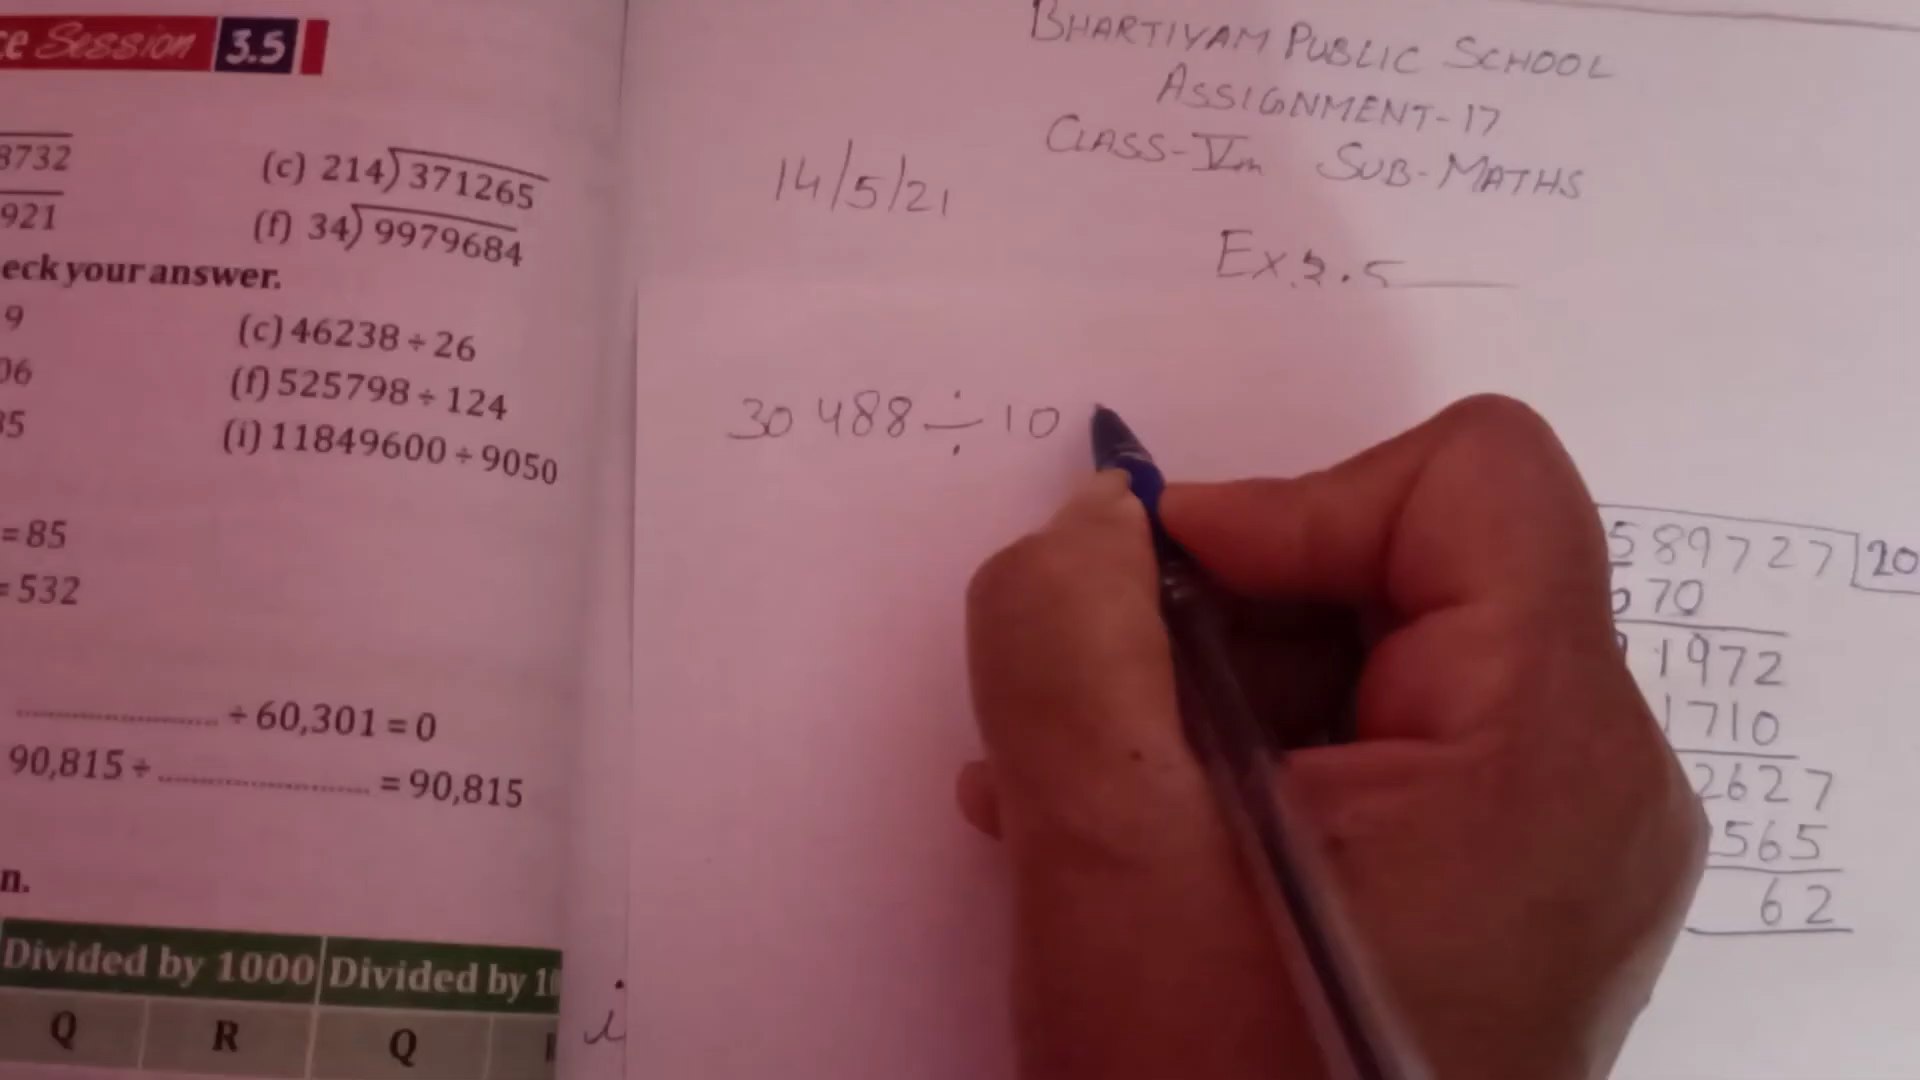 ce Session 3.5
8732
(c) 214)371265
921
(f) 34)9979684
eck your answer.
9
(c) 46238 ÷ 26
06
(f) 525798 ÷ 124
35
(i) 11849600 ÷ 9050
= 85
= 532
.................... ÷ 60,301 = 0
90,815 ÷ .................... = 90,815
n.
Divided by 1000 Divided by 10
Q R Q
i
BHARTIYAM PUBLIC SCHOOL
ASSIGNMENT-17
CLASS-Vm SUB-MATHS
14/5/21
Ex 3.5
30488 ÷ 10
589727 20
670
1972
1710
2627
565
62